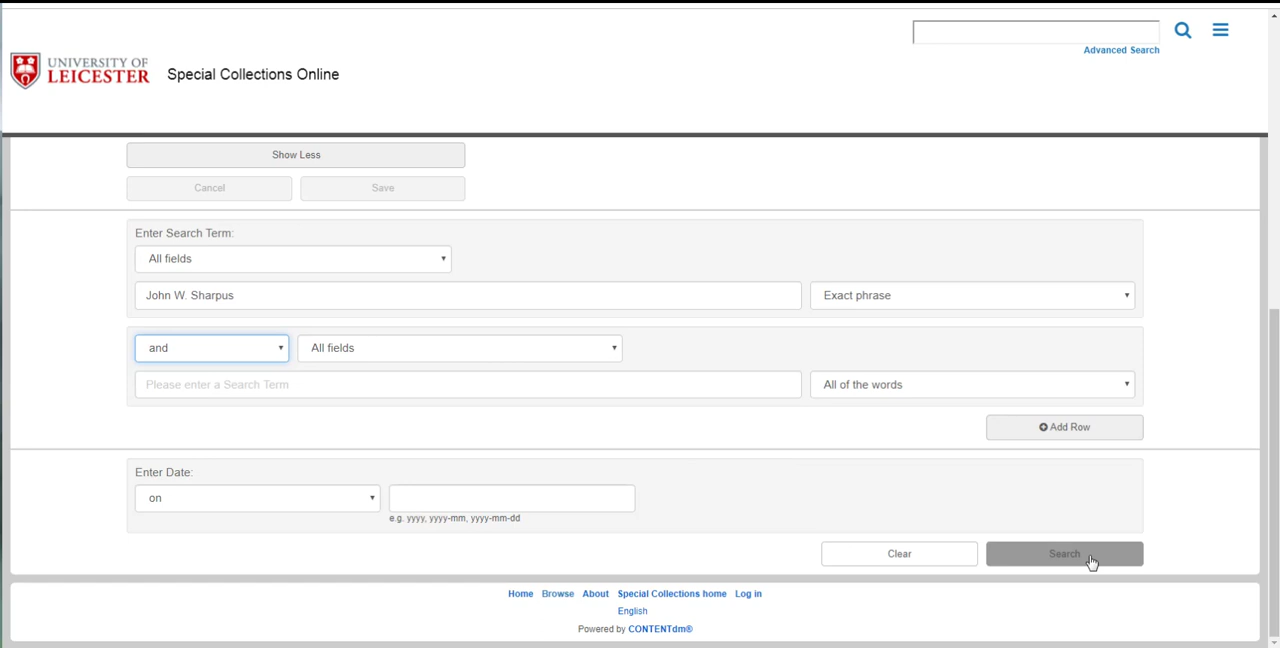 UNIVERSITY OF
LEICESTER
Special Collections Online
Advanced Search
Show Less
Cancel
Save
Enter Search Term:
All fields
John W. Sharpus
Exact phrase
and
All fields
Please enter a Search Term
All of the words
Add Row
Enter Date:
on
e.g. yyyy, yyyy-mm, yyyy-mm-dd
Clear
Search
Home Browse About Special Collections home Log in
English
Powered by CONTENTdm®